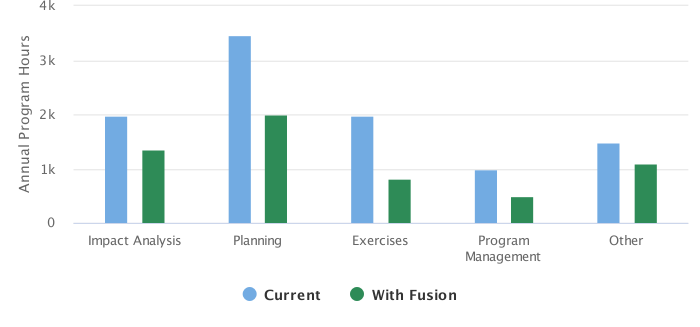 4k
3k
2k
1k
0
Annual Program Hours
Impact Analysis
Planning
Exercises
Program
Management
Other
Current
With Fusion